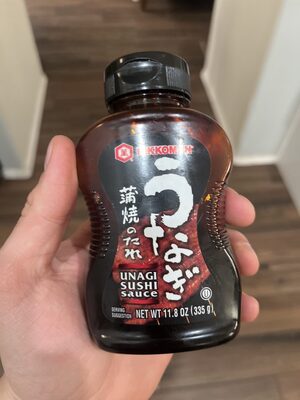 KIKKOMAN
うなぎ
蒲焼のたれ
UNAGI
SUSHI
sauce
SERVING
SUGGESTION
NET WT 11.8 OZ (335 g)